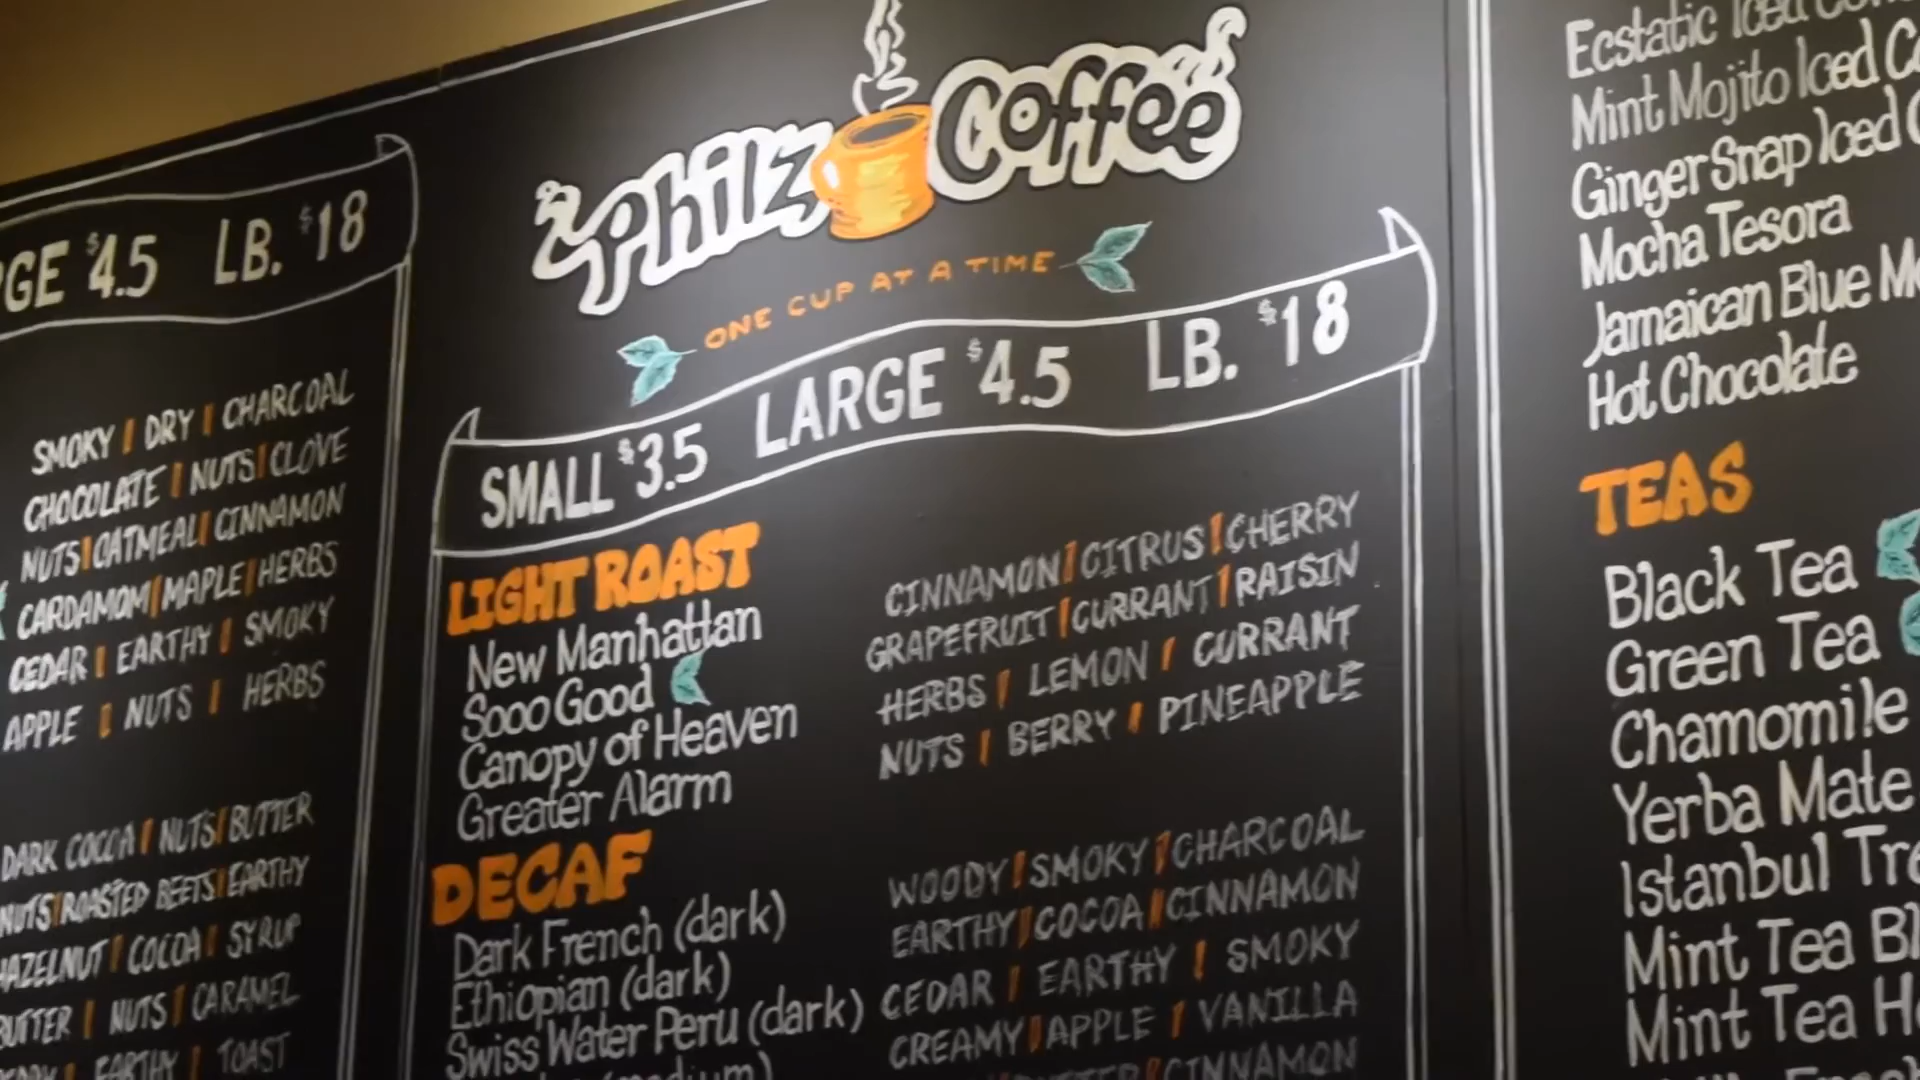 GE $4.5 LB. $18
SMOKY | DRY | CHARCOAL
CHOCOLATE | NUTS | CLOVE
NUTS | OATMEAL | CINNAMON
CARDAMOM | MAPLE | HERBS
CEDAR | EARTHY | SMOKY
APPLE | NUTS | HERBS
DARK COCOA | NUTS | BUTTER
NUTS | ROASTED BEETS | EARTHY
HAZELNUT | COCOA | SYRUP
BUTTER | NUTS | CARAMEL
EARTHY | TOAST
Philz Coffee
ONE CUP AT A TIME
SMALL $3.5 LARGE $4.5 LB. $18
LIGHT ROAST
New Manhattan CINNAMON | CITRUS | CHERRY
Sooo Good GRAPEFRUIT | CURRANT | RAISIN
Canopy of Heaven HERBS | LEMON | CURRANT
Greater Alarm NUTS | BERRY | PINEAPPLE
DECAF
Dark French (dark) WOODY | SMOKY | CHARCOAL
Ethiopian (dark) EARTHY | COCOA | CINNAMON
Swiss Water Peru (dark) CEDAR | EARTHY | SMOKY
(medium) CREAMY | APPLE | VANILLA
BUTTER | CINNAMON
Ecstatic Iced
Mint Mojito Iced
Ginger Snap Iced
Mocha Tesora
Jamaican Blue
Hot Chocolate
TEAS
Black Tea
Green Tea
Chamomile
Yerba Mate
Istanbul
Mint Tea
Mint Tea